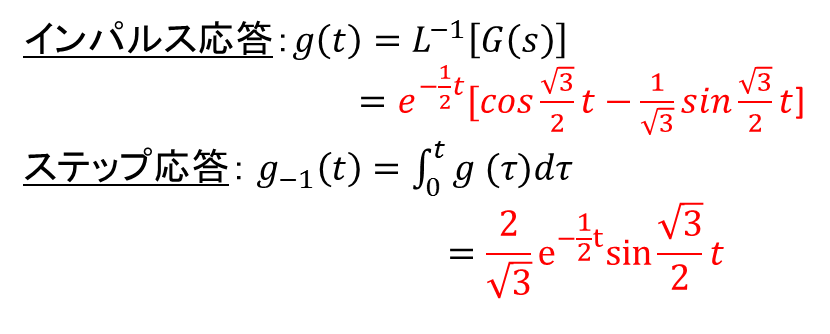 インパルス応答：g(t) = L⁻¹[G(s)]
= e^{-\frac{1}{2}t}[cos\frac{\sqrt{3}}{2}t − \frac{1}{\sqrt{3}}sin\frac{\sqrt{3}}{2}t]
ステップ応答：g₋₁(t) = ∫₀ᵗ g (τ)dτ
= \frac{2}{\sqrt{3}}e^{-\frac{1}{2}t}sin\frac{\sqrt{3}}{2}t